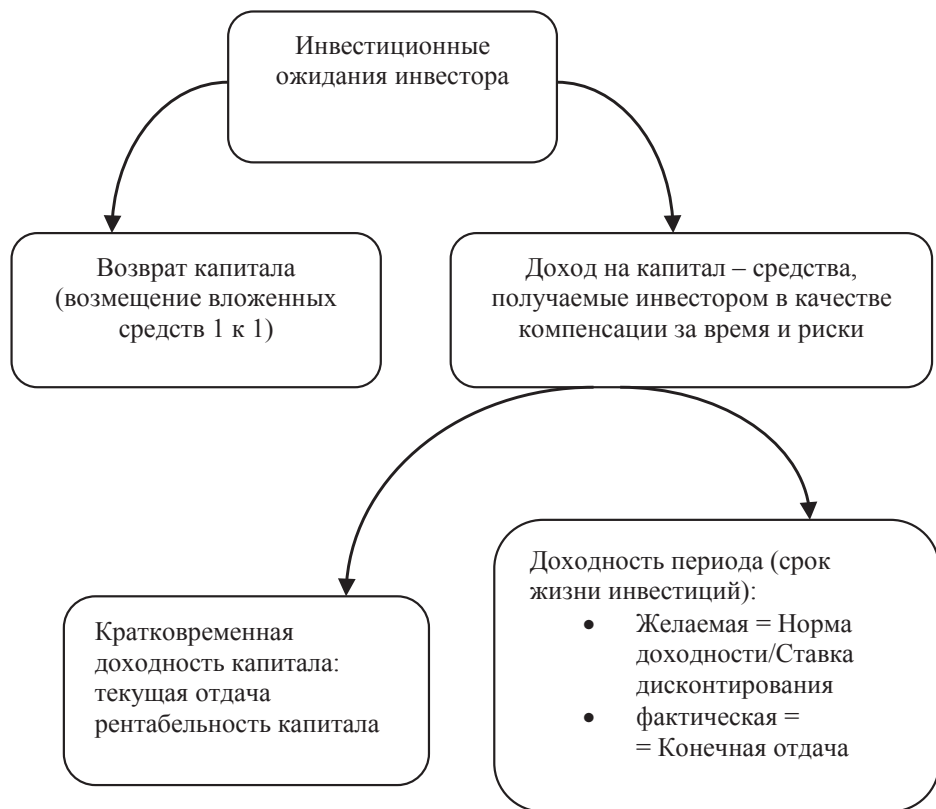 Инвестиционные
ожидания инвестора
Возврат капитала
(возмещение вложенных
средств 1 к 1)
Доход на капитал – средства,
получаемые инвестором в качестве
компенсации за время и риски
Кратковременная
доходность капитала:
текущая отдача
рентабельность капитала
Доходность периода (срок
жизни инвестиций):
• Желаемая = Норма
доходности/Ставка
дисконтирования
• фактическая =
= Конечная отдача